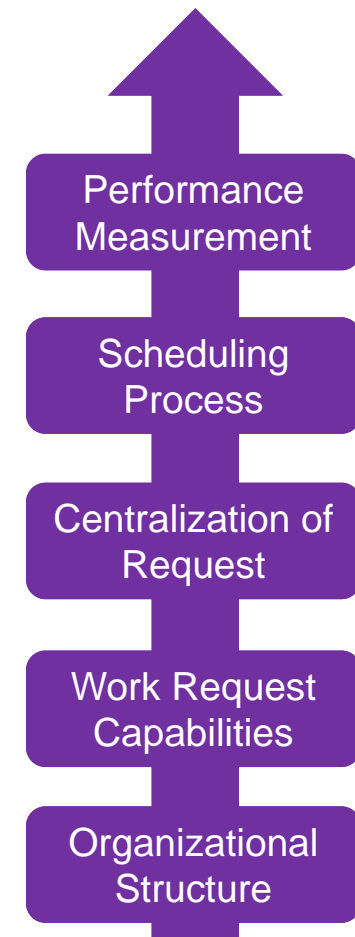 Performance
Measurement
Scheduling
Process
Centralization of
Request
Work Request
Capabilities
Organizational
Structure